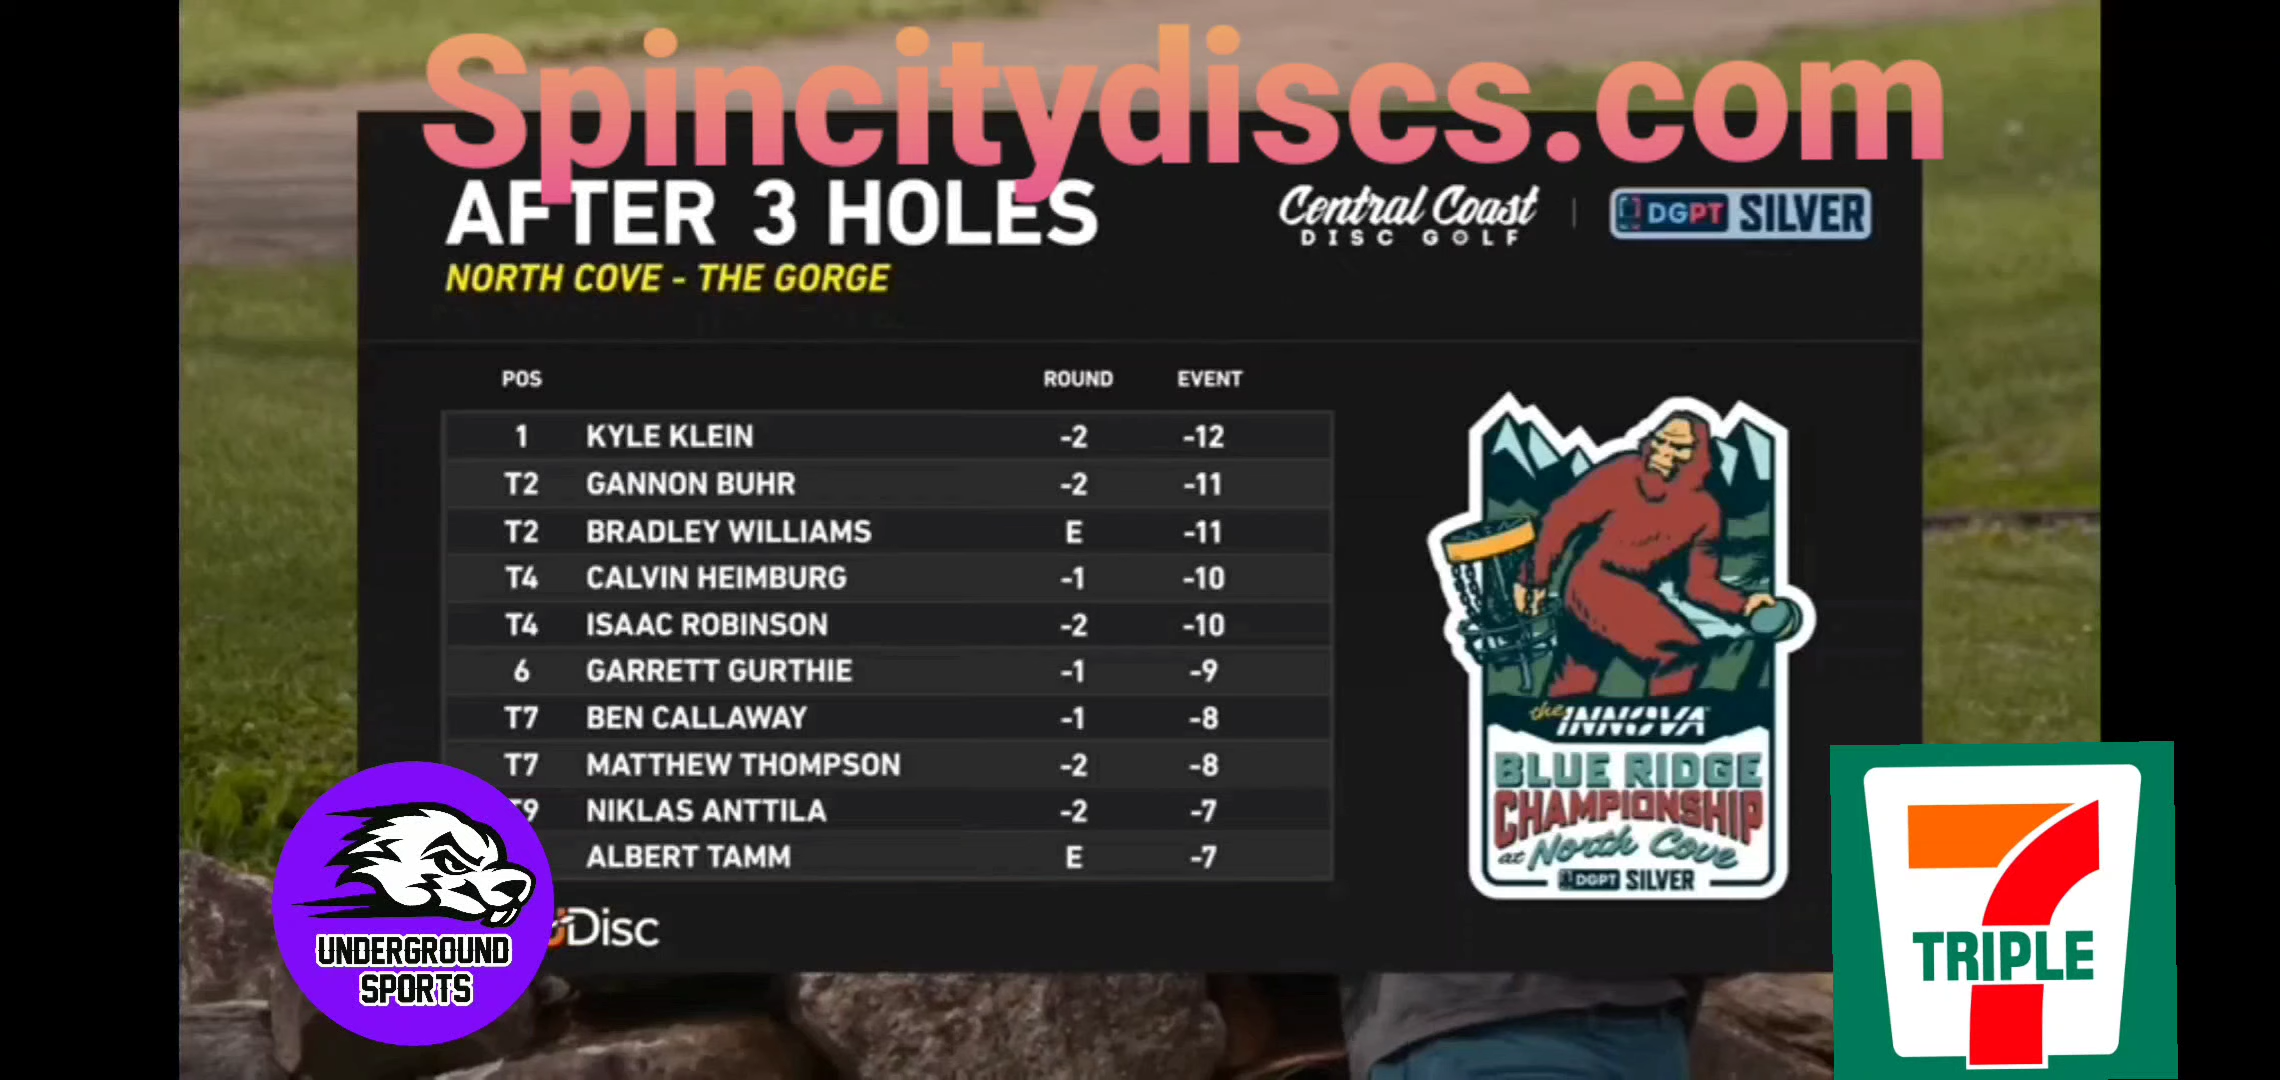 Spincitydiscs.com
AFTER 3 HOLES
NORTH COVE - THE GORGE
Central Coast
DISC GOLF
DGPT SILVER
POS ROUND EVENT
1 KYLE KLEIN -2 -12
T2 GANNON BUHR -2 -11
T2 BRADLEY WILLIAMS E -11
T4 CALVIN HEIMBURG -1 -10
T4 ISAAC ROBINSON -2 -10
6 GARRETT GURTHIE -1 -9
T7 BEN CALLAWAY -1 -8
T7 MATTHEW THOMPSON -2 -8
T9 NIKLAS ANTTILA -2 -7
ALBERT TAMM E -7
Disc
the INNOVA
BLUE RIDGE
CHAMPIONSHIP
at North Cove
DGPT SILVER
UNDERGROUND
SPORTS
7
TRIPLE